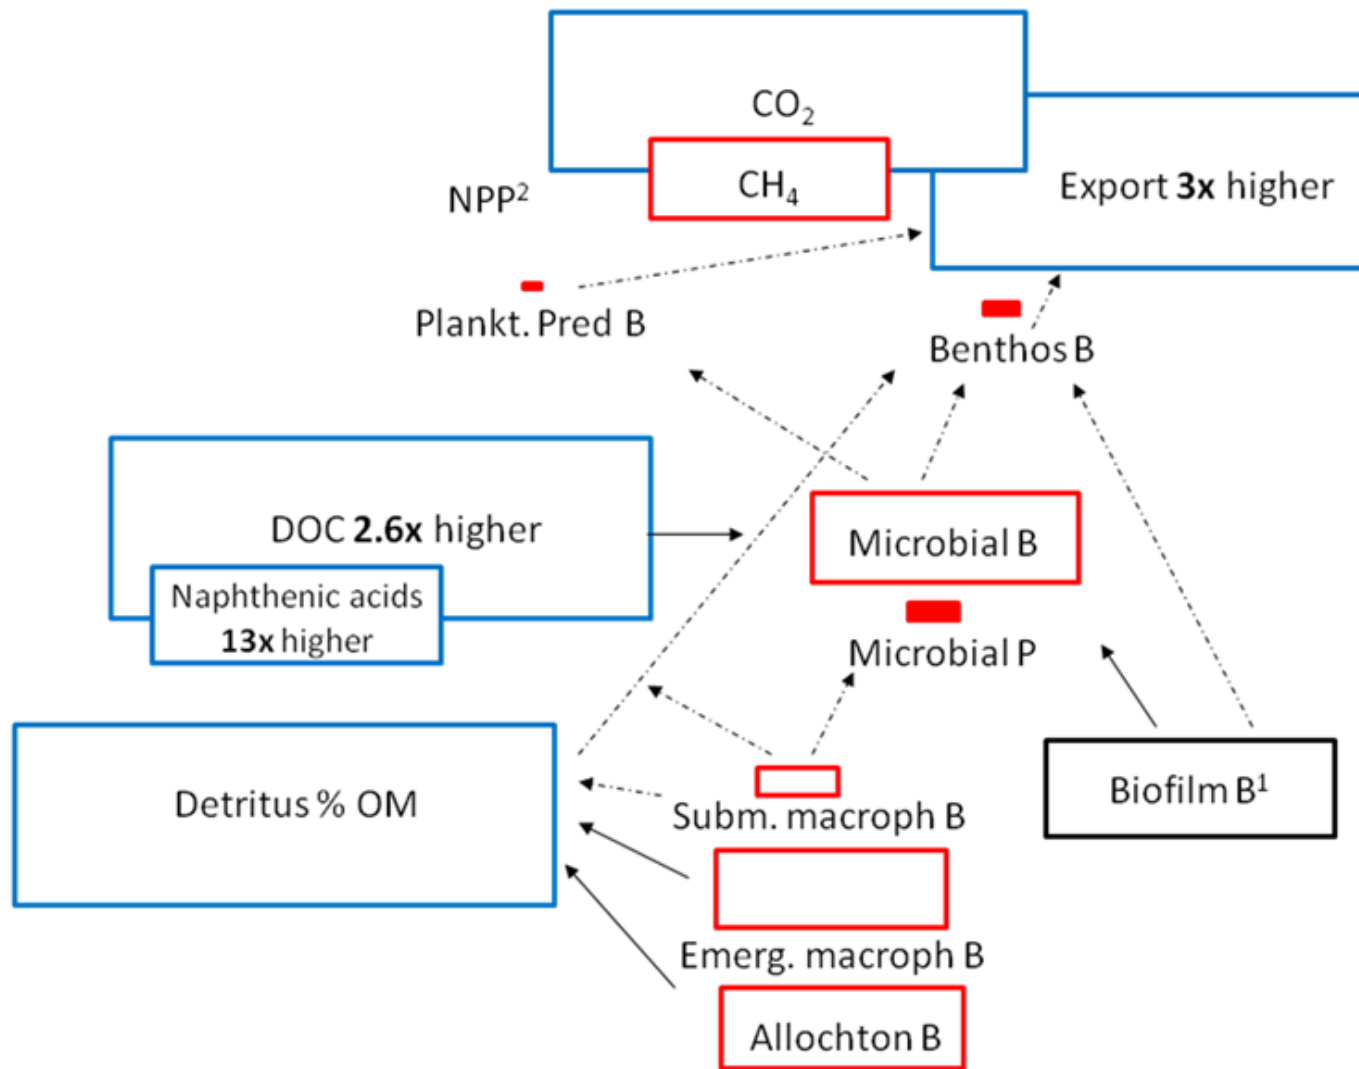 CO₂
CH₄
Export 3x higher
NPP²
Plankt. Pred B
Benthos B
DOC 2.6x higher
Naphthenic acids
13x higher
Microbial B
Microbial P
Detritus % OM
Subm. macroph B
Biofilm B¹
Emerg. macroph B
Allochton B